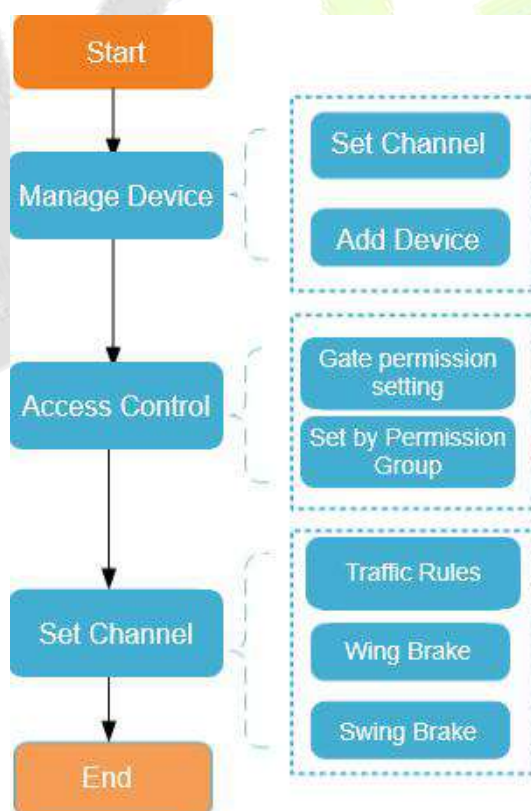 Start
Manage Device
Set Channel
Add Device
Access Control
Gate permission
setting
Set by Permission
Group
Set Channel
Traffic Rules
Wing Brake
Swing Brake
End